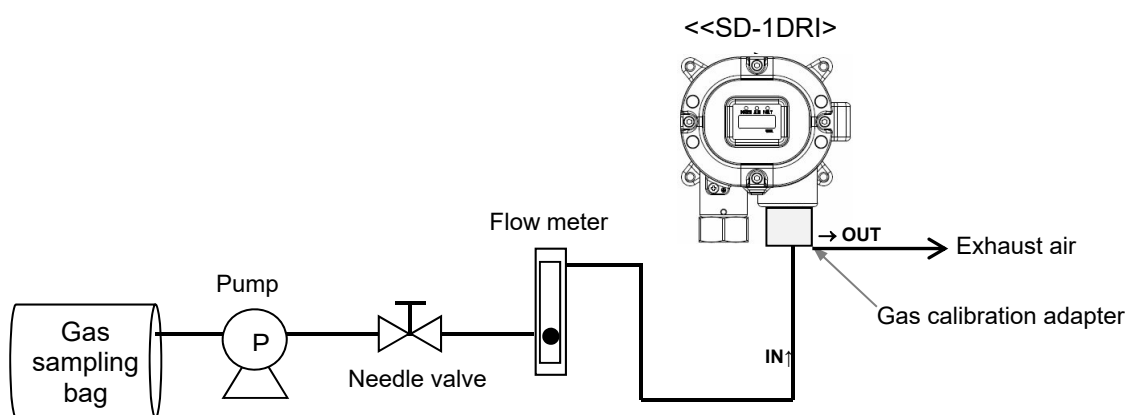 <<SD-1DRI>
Flow meter
→ OUT
Exhaust air
Pump
Gas calibration adapter
Gas
sampling
bag
P
Needle valve
IN↑